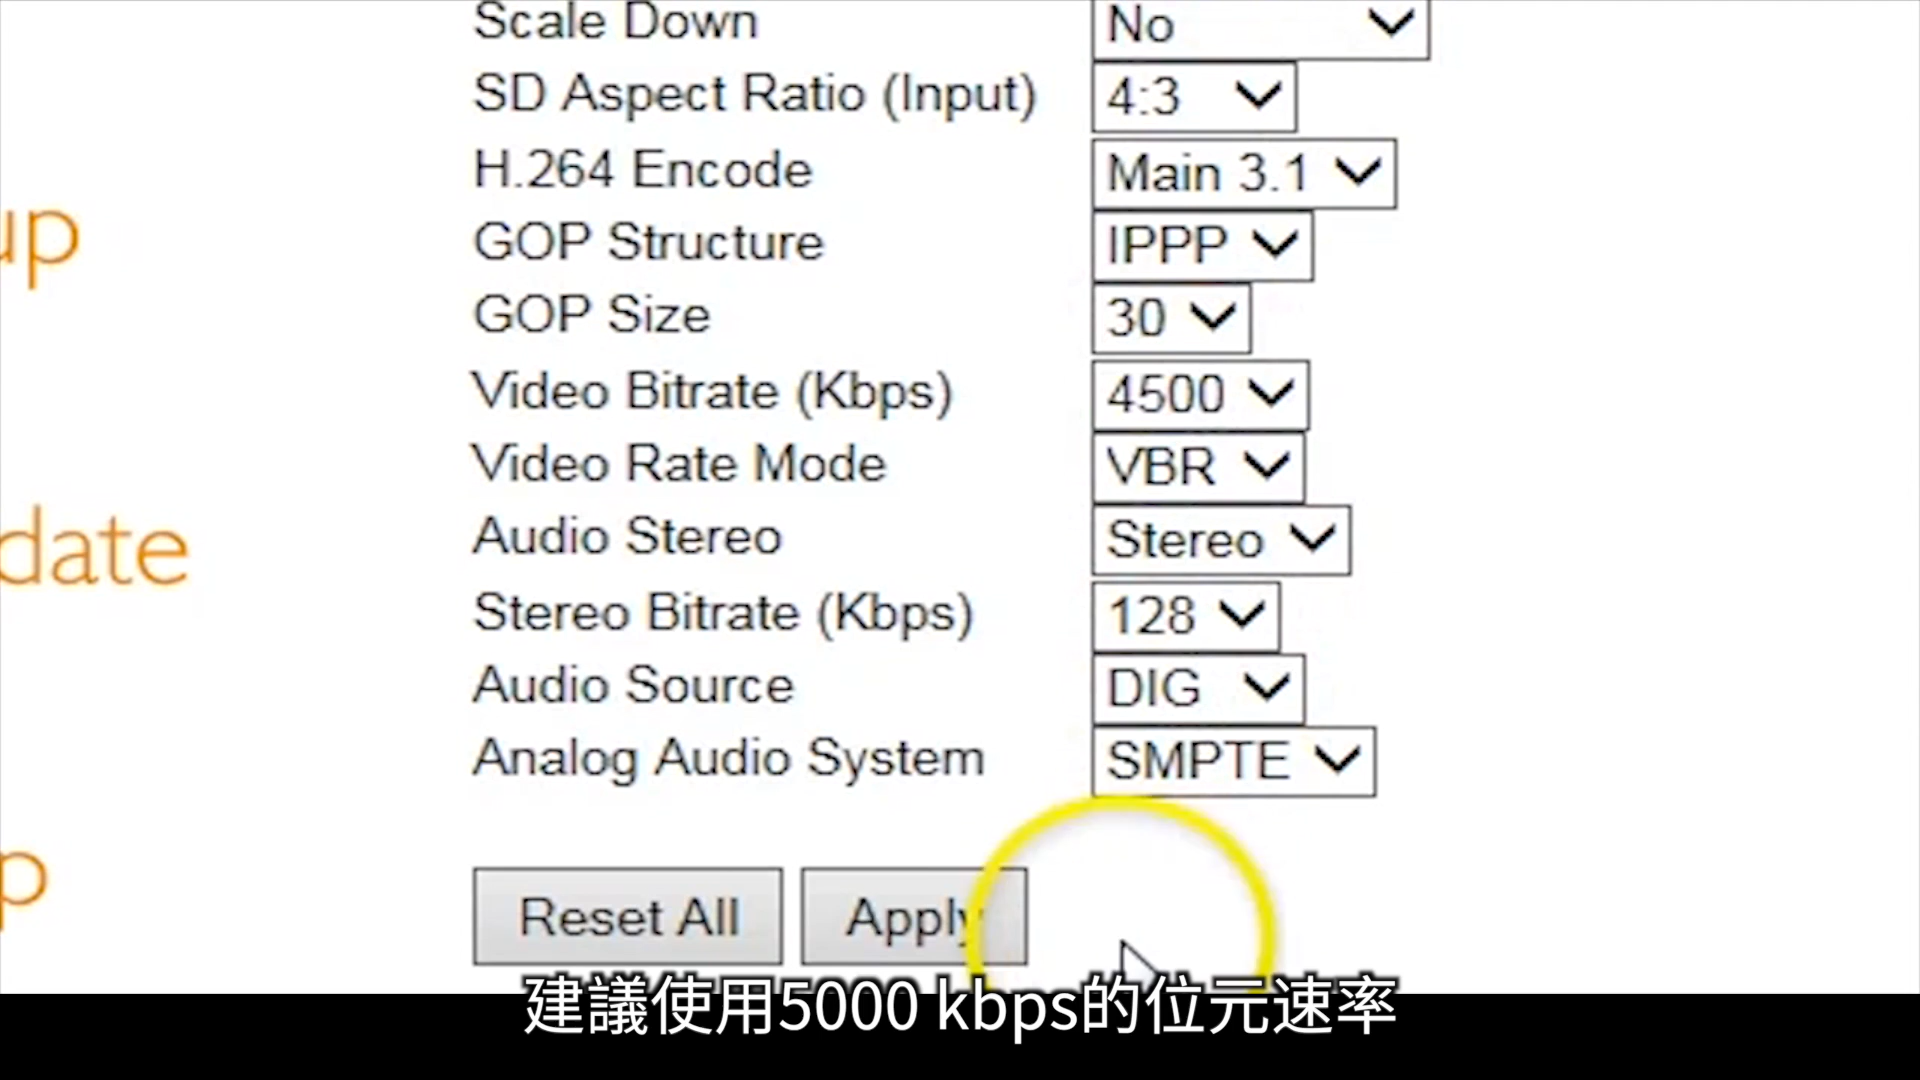 Scale Down No
SD Aspect Ratio (Input) 4:3
H.264 Encode Main 3.1
up
GOP Structure IPPP
GOP Size 30
Video Bitrate (Kbps) 4500
Video Rate Mode VBR
date
Audio Stereo Stereo
Stereo Bitrate (Kbps) 128
Audio Source DIG
Analog Audio System SMPTE
p
Reset All Apply
建議使用5000 kbps的位元速率